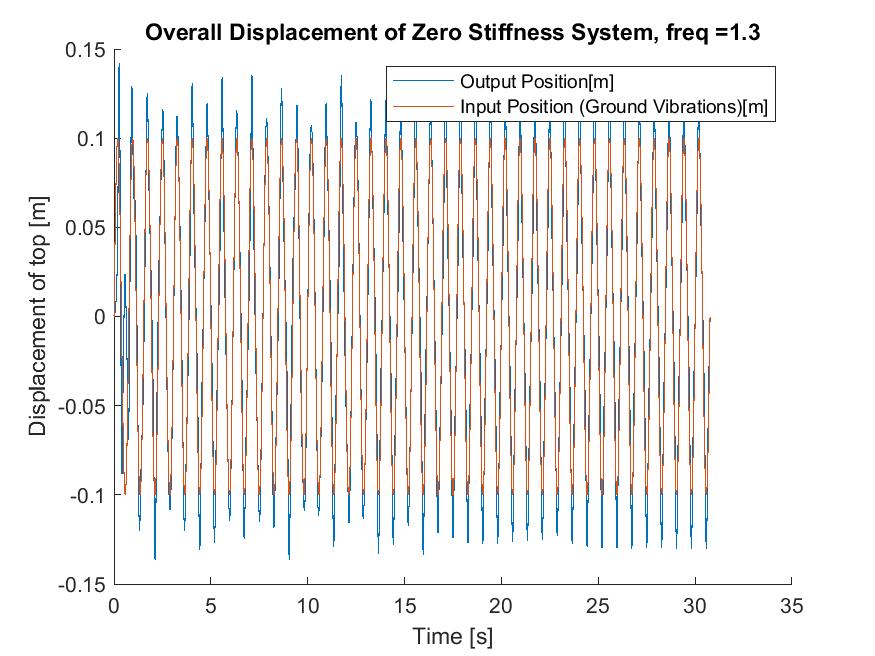 Overall Displacement of Zero Stiffness System, freq =1.3
0.15
Output Position[m]
Input Position (Ground Vibrations)[m]
0.1
0.05
0
-0.05
-0.1
-0.15
Displacement of top [m]
0 5 10 15 20 25 30 35
Time [s]